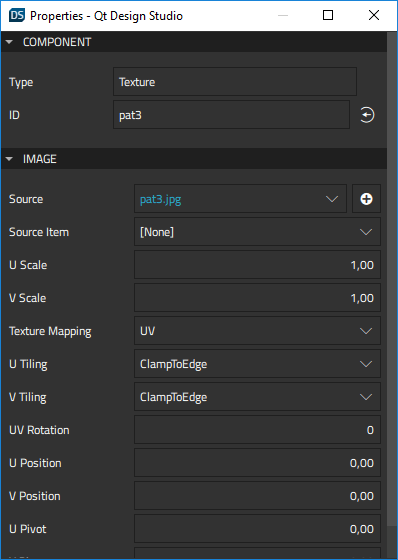 DS Properties - Qt Design Studio
COMPONENT
Type Texture
ID pat3
IMAGE
Source pat3.jpg
Source Item [None]
U Scale 1,00
V Scale 1,00
Texture Mapping UV
U Tiling ClampToEdge
V Tiling ClampToEdge
UV Rotation 0
U Position 0,00
V Position 0,00
U Pivot 0,00